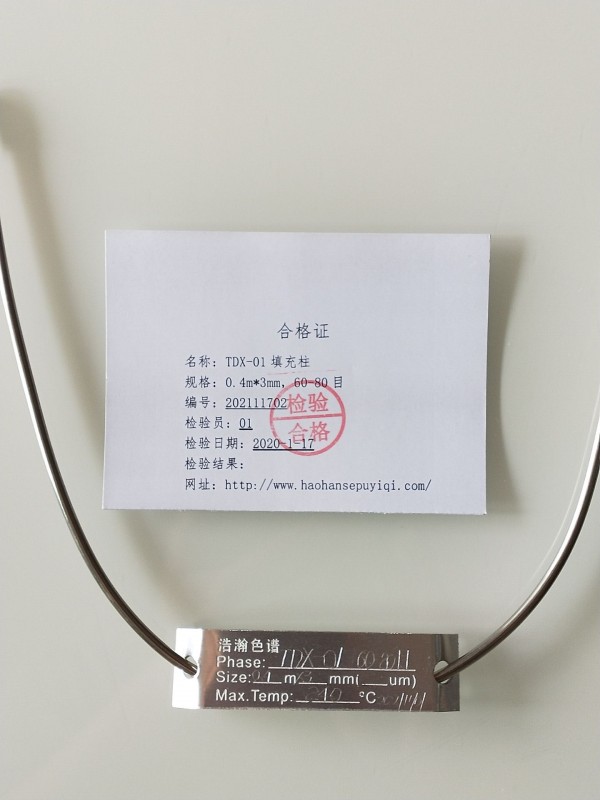 合格证
名称：TDX-01 填充柱
规格：0.4m*3mm，60-80 目
编号：202111702
检验员：01
检验日期：2020-1-17
检验结果：
网址：http://www.haohansepuyiqi.com/
检验
合格
浩瀚色谱
Phase: TDX-01
Size: m mm( um)
Max.Temp: °C